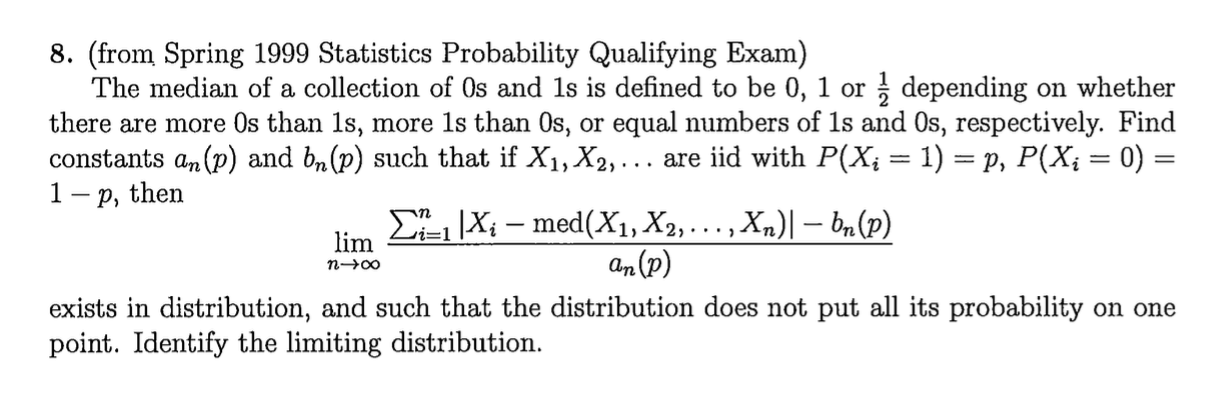 8. (from Spring 1999 Statistics Probability Qualifying Exam)
The median of a collection of 0s and 1s is defined to be 0, 1 or $\frac{1}{2}$ depending on whether
there are more 0s than 1s, more 1s than 0s, or equal numbers of 1s and 0s, respectively. Find
constants $a_n(p)$ and $b_n(p)$ such that if $X_1, X_2, \ldots$ are iid with $P(X_i = 1) = p$, $P(X_i = 0) =$
$1 - p$, then
$\lim_{n \to \infty} \frac{\sum_{i=1}^{n} |X_i - \text{med}(X_1, X_2, \ldots, X_n)| - b_n(p)}{a_n(p)}$
exists in distribution, and such that the distribution does not put all its probability on one
point. Identify the limiting distribution.